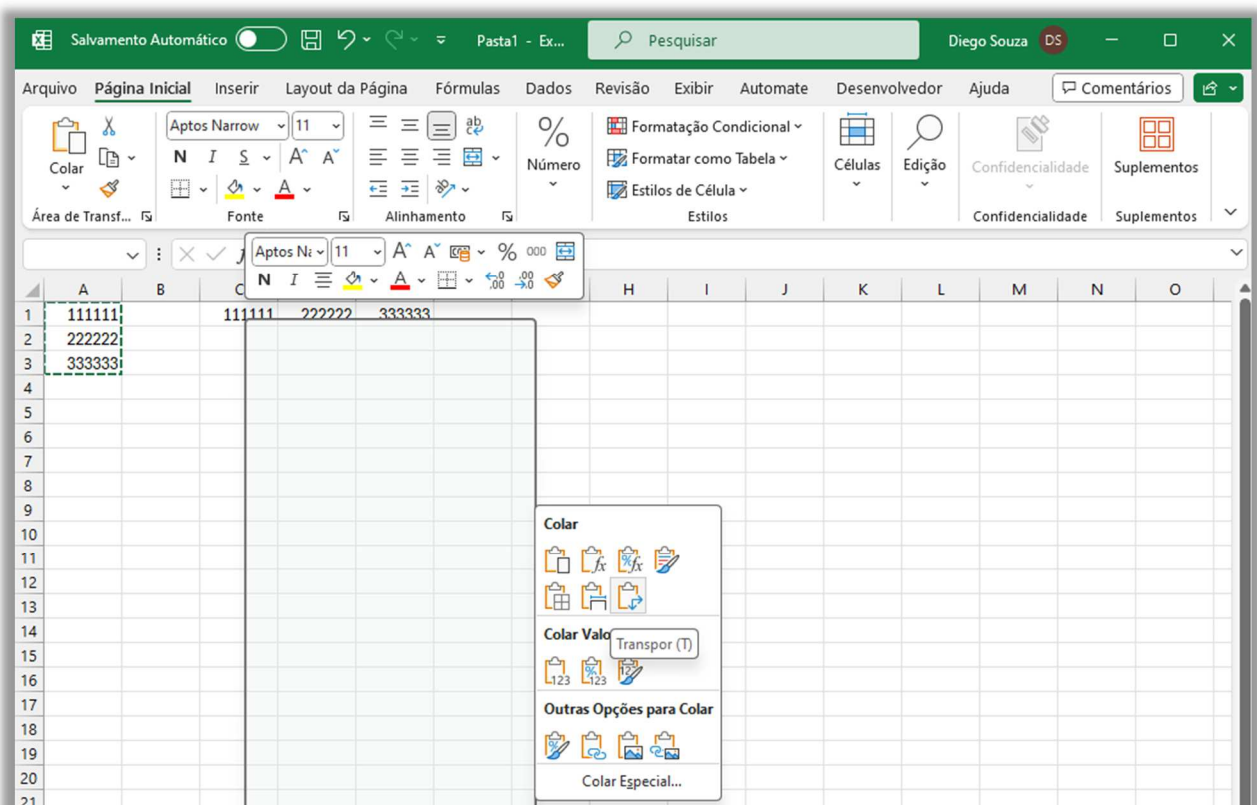 Salvamento Automático Pasta1 - Ex... Pesquisar Diego Souza DS
Arquivo Página Inicial Inserir Layout da Página Fórmulas Dados Revisão Exibir Automate Desenvolvedor Ajuda Comentários
Aptos Narrow 11 ab Formatação Condicional
Colar N I S A A Número Formatar como Tabela Células Edição Confidencialidade Suplementos
A Estilos de Célula
Área de Transf... Fonte Alinhamento Estilos Confidencialidade Suplementos
Aptos Na 11 A A % 000
N I A
A B C H I J K L M N O
1 111111 111111 222222 333333
2 222222
3 333333
4
5
6
7
8
9
Colar
10
11
12
13
14
Colar Valo
Transpor (T)
15
16
17
Outras Opções para Colar
18
19
20
Colar Especial...
21